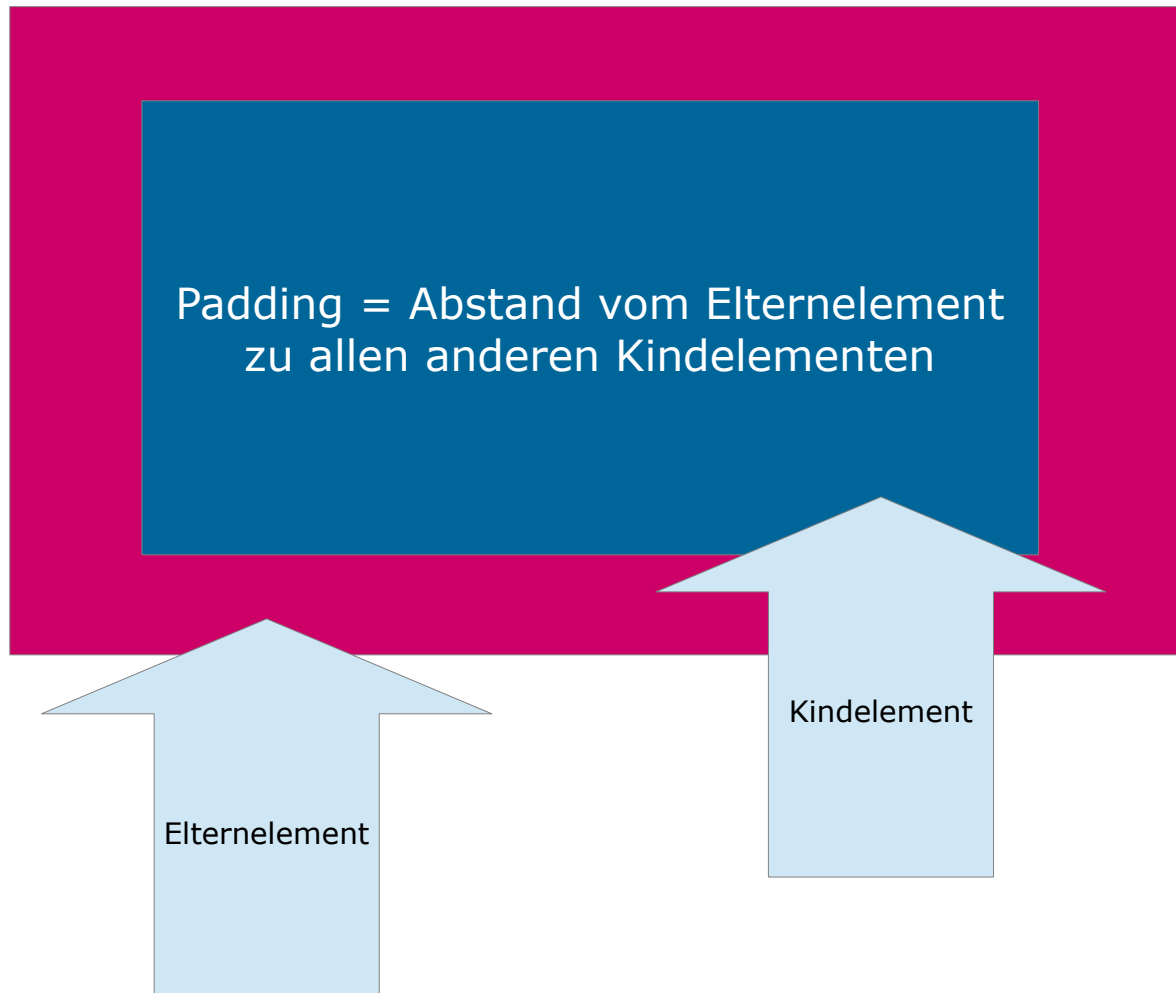 Padding = Abstand vom Elternelement
zu allen anderen Kindelementen
Kindelement
Elternelement